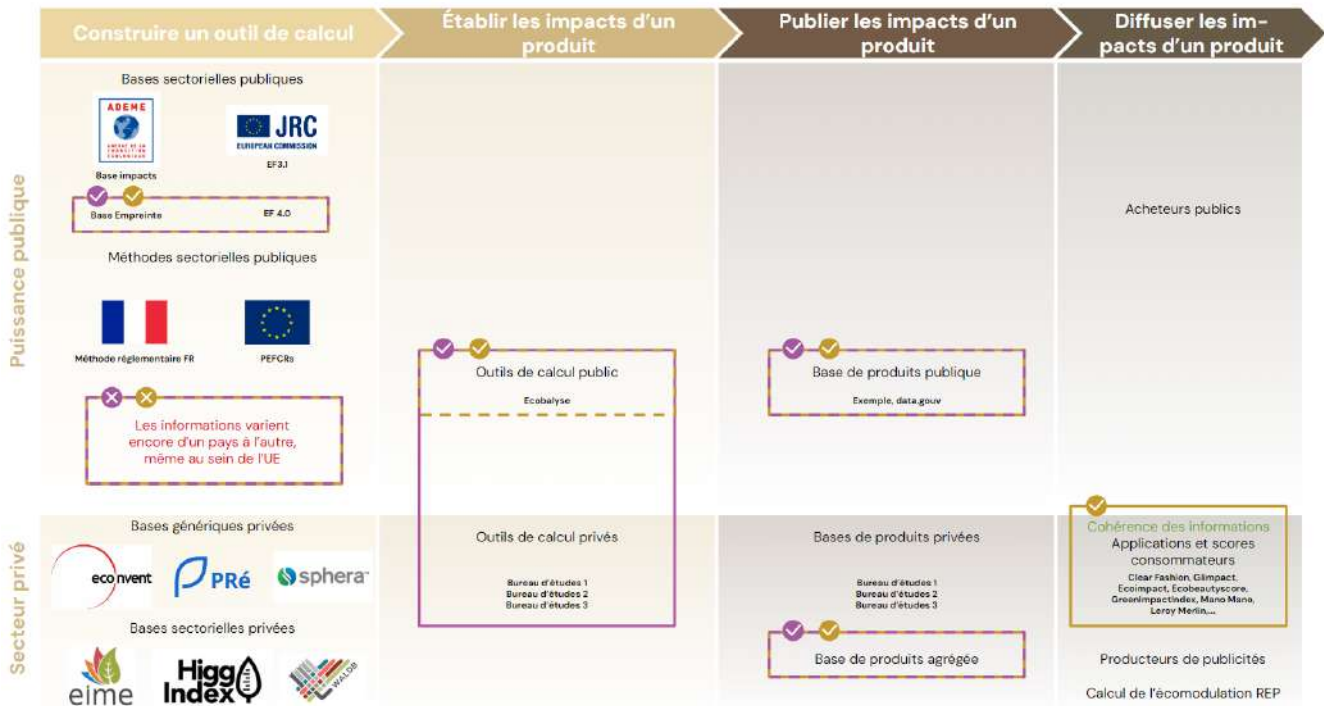 Construire un outil de calcul
Établir les impacts d'un
produit
Publier les impacts d'un
produit
Diffuser les im-
pacts d'un produit
Puissance publique
Bases sectorielles publiques
ADEME
JRC
EUROPEAN COMMISSION
Base impacts
EF3.1
Base Empreinte
EF 4.0
Méthodes sectorielles publiques
Méthode réglementaire FR
PEFCRs
Les informations varient
encore d'un pays à l'autre,
même au sein de l'UE
Outils de calcul public
Ecobalyse
Base de produits publique
Exemple, data.gouv
Acheteurs publics
Secteur privé
Bases génériques privées
econvent
PRé
sphera
Bases sectorielles privées
eime
Higg
Index
WALDB
Outils de calcul privés
Bureau d'études 1
Bureau d'études 2
Bureau d'études 3
Bases de produits privées
Bureau d'études 1
Bureau d'études 2
Bureau d'études 3
Base de produits agrégée
Cohérence des informations
Applications et scores
consommateurs
Clear Fashion, Glimpact,
Ecoimpact, Ecobeautyscore,
Greenimpactindex, Mano Mano,
Leroy Merlin,...
Producteurs de publicités
Calcul de l'écomodulation REP